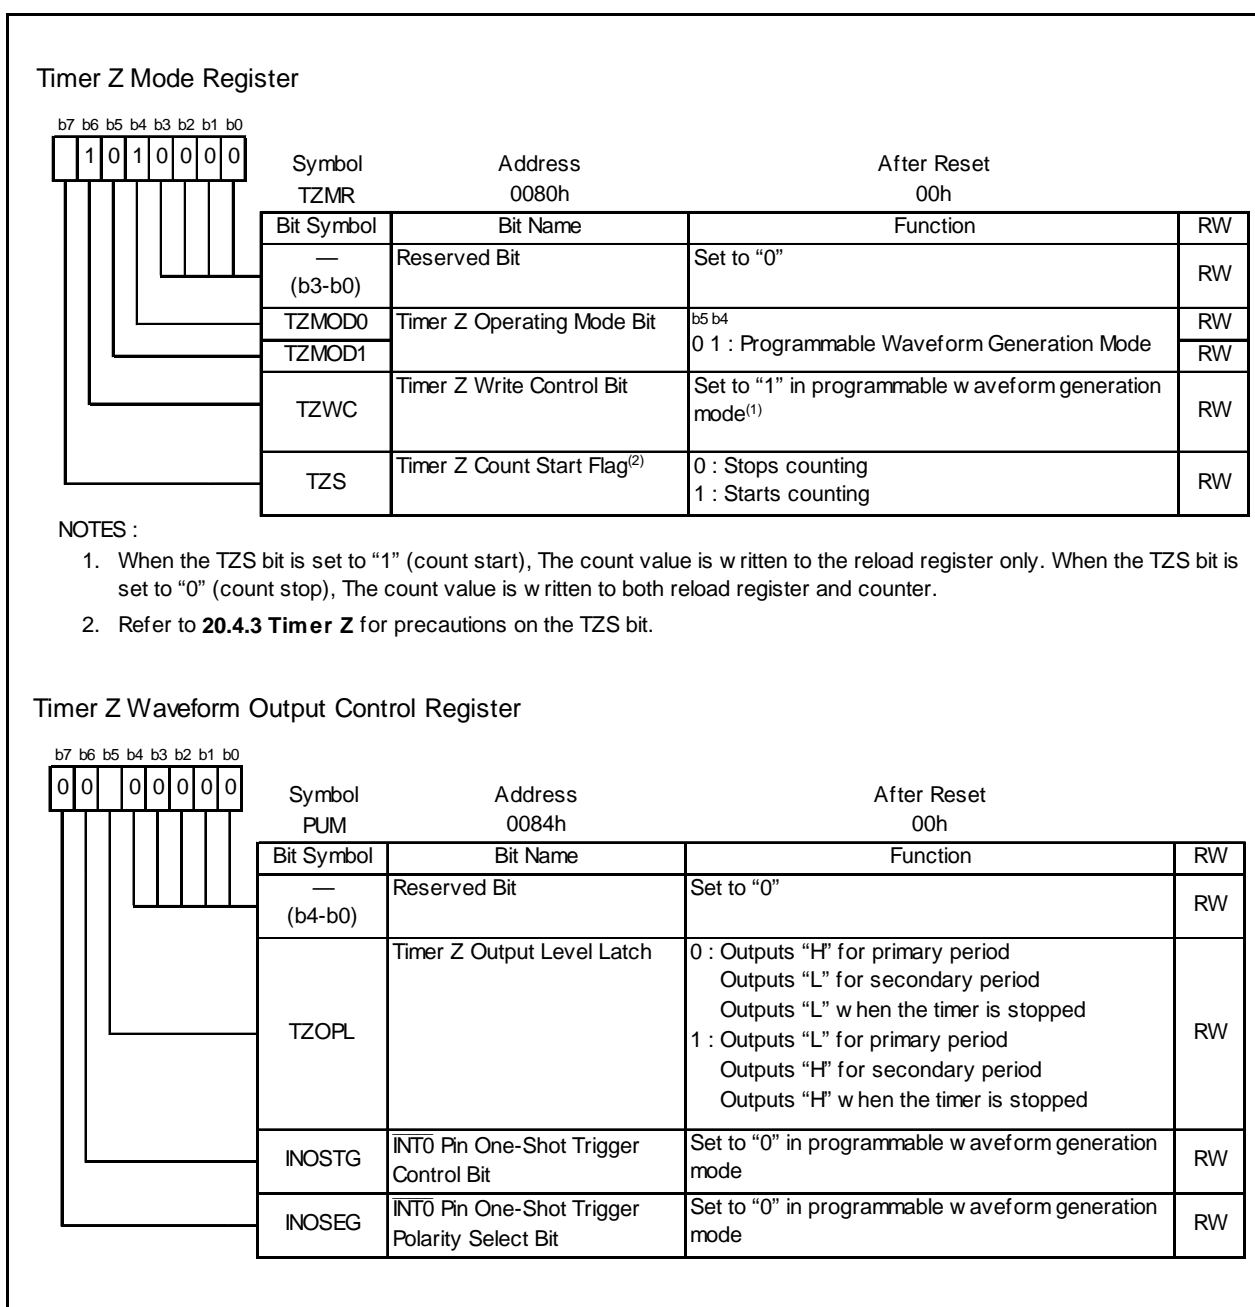 Timer Z Mode Register
b7 b6 b5 b4 b3 b2 b1 b0
1 0 1 0 0 0 0
Symbol Address After Reset
TZMR 0080h 00h
Bit Symbol Bit Name Function RW
— Reserved Bit Set to “0” RW
(b3-b0)
TZMOD0 Timer Z Operating Mode Bit b5 b4 RW
0 1 : Programmable Waveform Generation Mode
TZMOD1 RW
Timer Z Write Control Bit Set to “1” in programmable waveform generation
TZWC mode(1) RW
Timer Z Count Start Flag(2) 0 : Stops counting
TZS 1 : Starts counting RW
NOTES :
1. When the TZS bit is set to “1” (count start), The count value is written to the reload register only. When the TZS bit is
set to “0” (count stop), The count value is written to both reload register and counter.
2. Refer to 20.4.3 Timer Z for precautions on the TZS bit.
Timer Z Waveform Output Control Register
b7 b6 b5 b4 b3 b2 b1 b0
0 0 0 0 0 0 0
Symbol Address After Reset
PUM 0084h 00h
Bit Symbol Bit Name Function RW
— Reserved Bit Set to “0” RW
(b4-b0)
Timer Z Output Level Latch 0 : Outputs “H” for primary period
Outputs “L” for secondary period
Outputs “L” when the timer is stopped
TZOPL 1 : Outputs “L” for primary period RW
Outputs “H” for secondary period
Outputs “H” when the timer is stopped
INOSTG INT0 Pin One-Shot Trigger Set to “0” in programmable waveform generation RW
Control Bit mode
INOSEG INT0 Pin One-Shot Trigger Set to “0” in programmable waveform generation RW
Polarity Select Bit mode